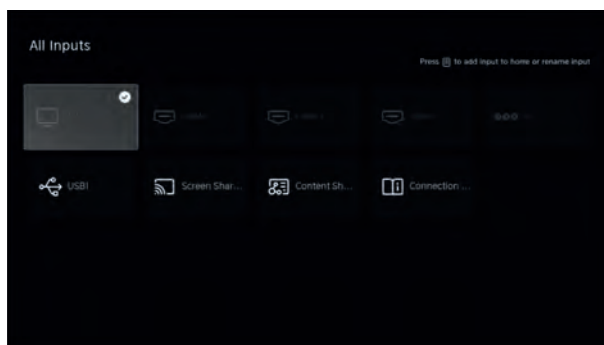 All Inputs
Press to add input to home or rename input
USB1
Screen Shar...
Content Sh...
Connection ...